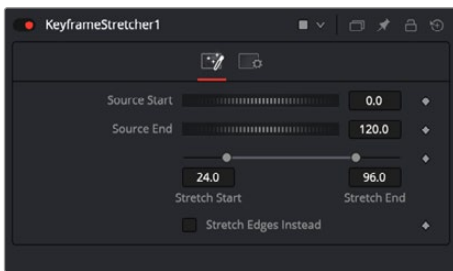 KeyframeStretcher1
Source Start 0.0
Source End 120.0
24.0 96.0
Stretch Start Stretch End
Stretch Edges Instead